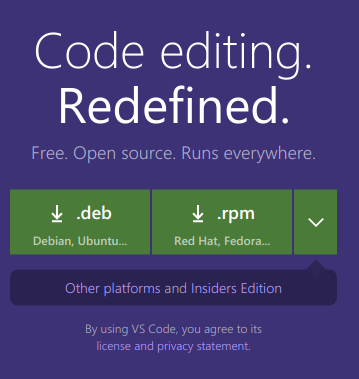 Code editing.
Redefined.
Free. Open source. Runs everywhere.
.deb
Debian, Ubuntu...
.rpm
Red Hat, Fedora...
Other platforms and Insiders Edition
By using VS Code, you agree to its
license and privacy statement.